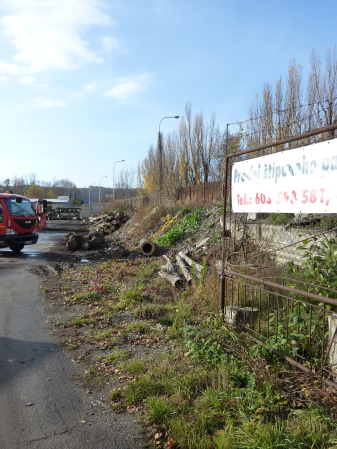 Prodej štípaného
Tel.: 603 893 581,